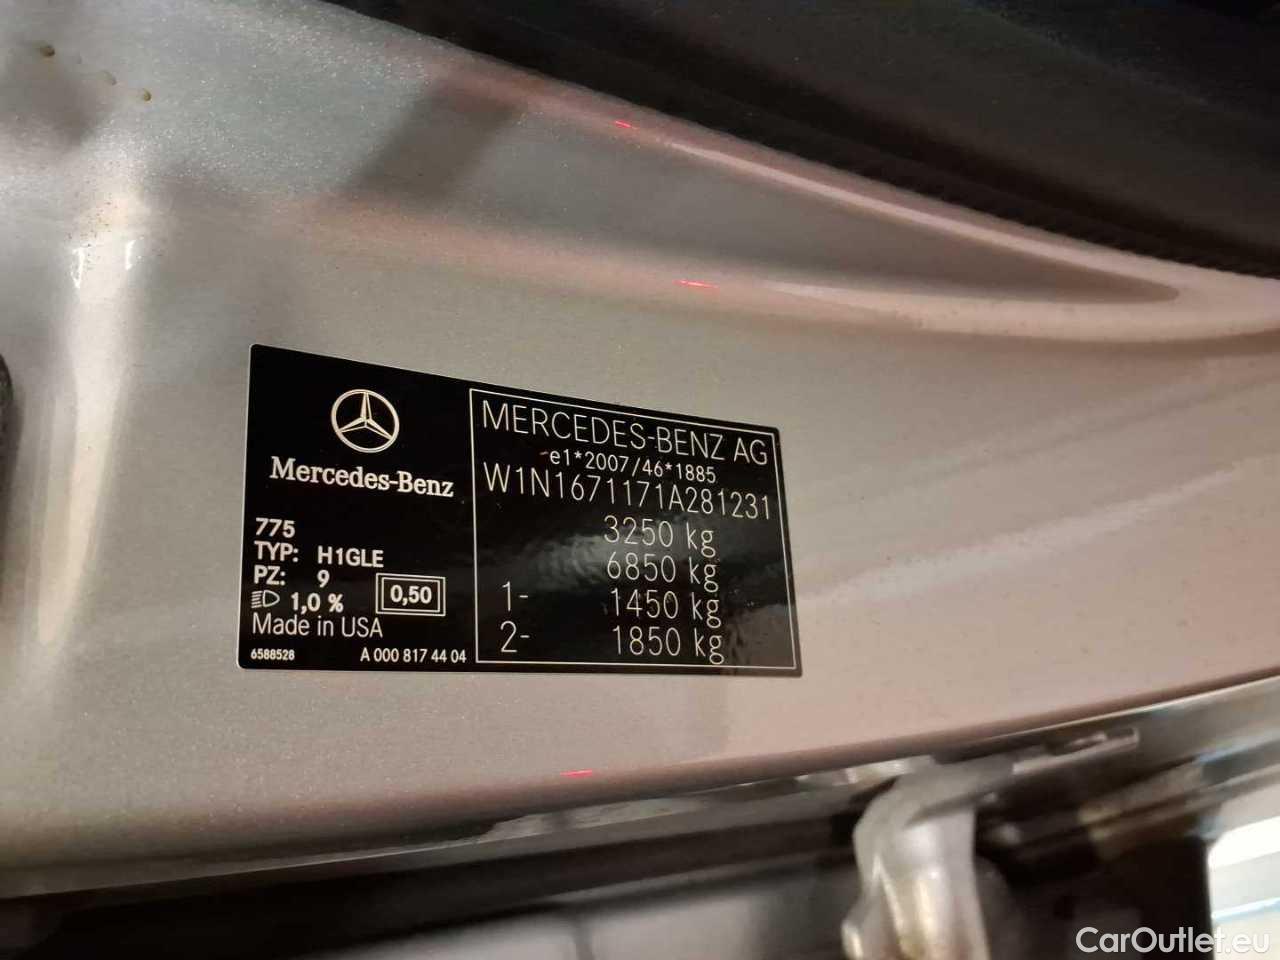 Mercedes-Benz
775
TYP: H1GLE
PZ: 9
1,0 %
0,50
Made in USA
6588528
A 000 817 44 04
MERCEDES-BENZ AG
e1*2007/46*1885
W1N1671171A281231
3250 kg
6850 kg
1- 1450 kg
2- 1850 kg
CarOutlet.eu